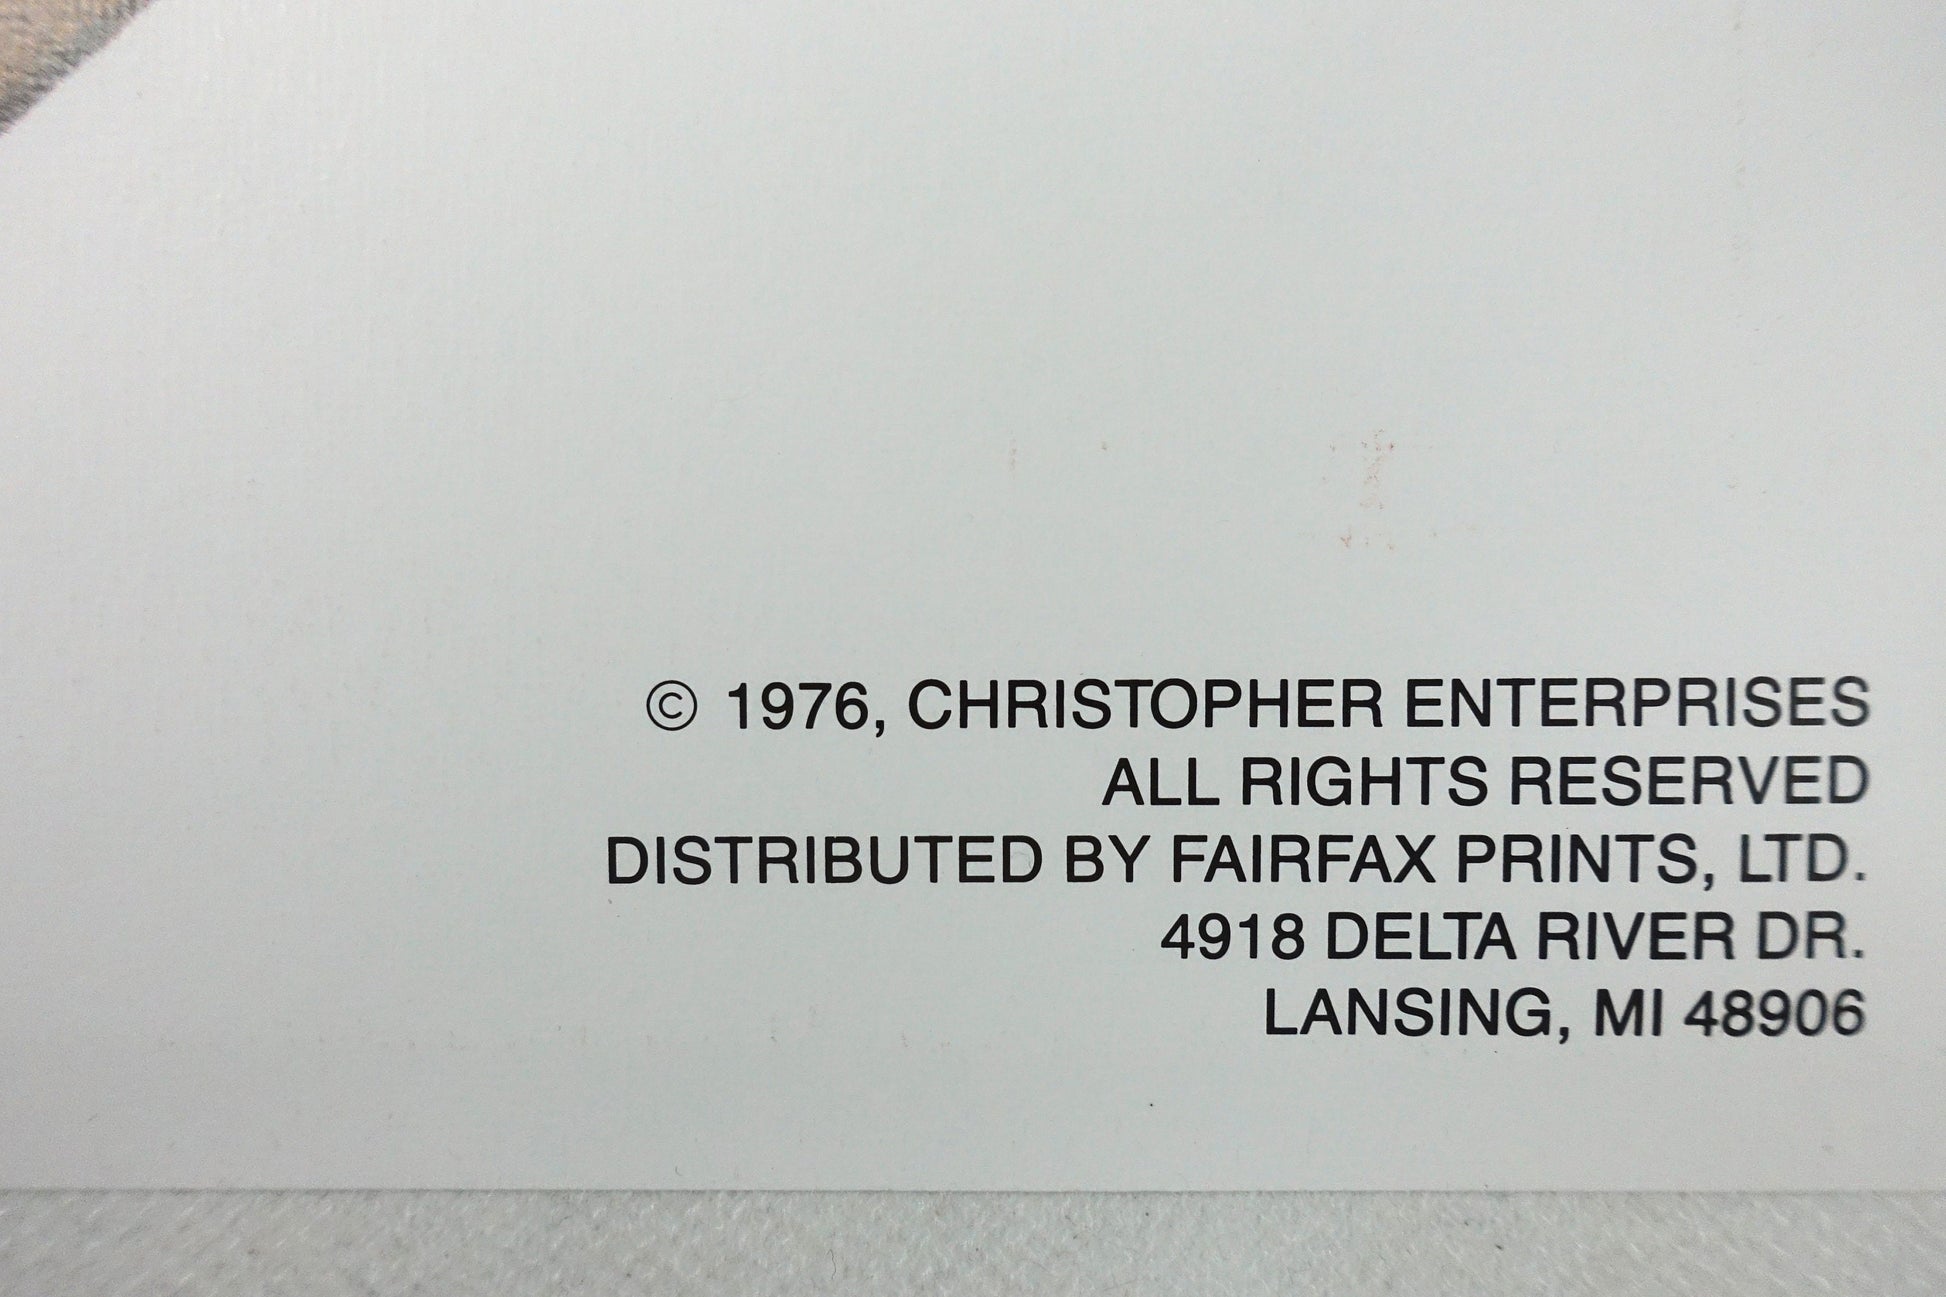 © 1976, CHRISTOPHER ENTERPRISES
ALL RIGHTS RESERVED
DISTRIBUTED BY FAIRFAX PRINTS, LTD.
4918 DELTA RIVER DR.
LANSING, MI 48906